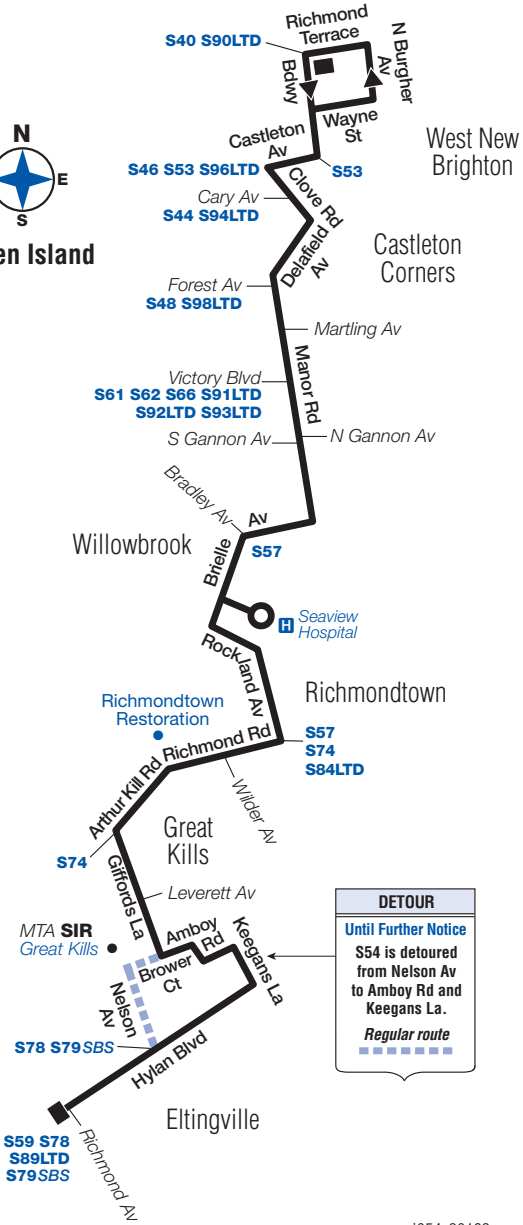 Richmond
Terrace
S40 S90LTD
N Burgher
Av
Bdwy
Wayne
St
Castleton
Av
West New
Brighton
N
E
S
en Island
S46 S53 S96LTD
S53
Clove Rd
Cary Av
S44 S94LTD
Delafield
Av
Castleton
Corners
Forest Av
S48 S98LTD
Martling Av
Manor Rd
Victory Blvd
S61 S62 S66 S91LTD
S92LTD S93LTD
S Gannon Av
N Gannon Av
Bradley Av
Brielle
Av
S57
Willowbrook
H
Seaview
Hospital
Rockland Av
Richmondtown
Richmondtown
Restoration
Richmond Rd
S57
S74
S84LTD
Wilder Av
Arthur Kill Rd
S74
Great
Kills
Giffords La
Leverett Av
MTA SIR
Great Kills
Amboy
Rd
Brower
Ct
Keegans La
Nelson
Av
DETOUR
Until Further Notice
S54 is detoured
from Nelson Av
to Amboy Rd and
Keegans La.
Regular route
S78 S79SBS
Hylan Blvd
Eltingville
S59 S78
S89LTD
S79SBS
Richmond Av